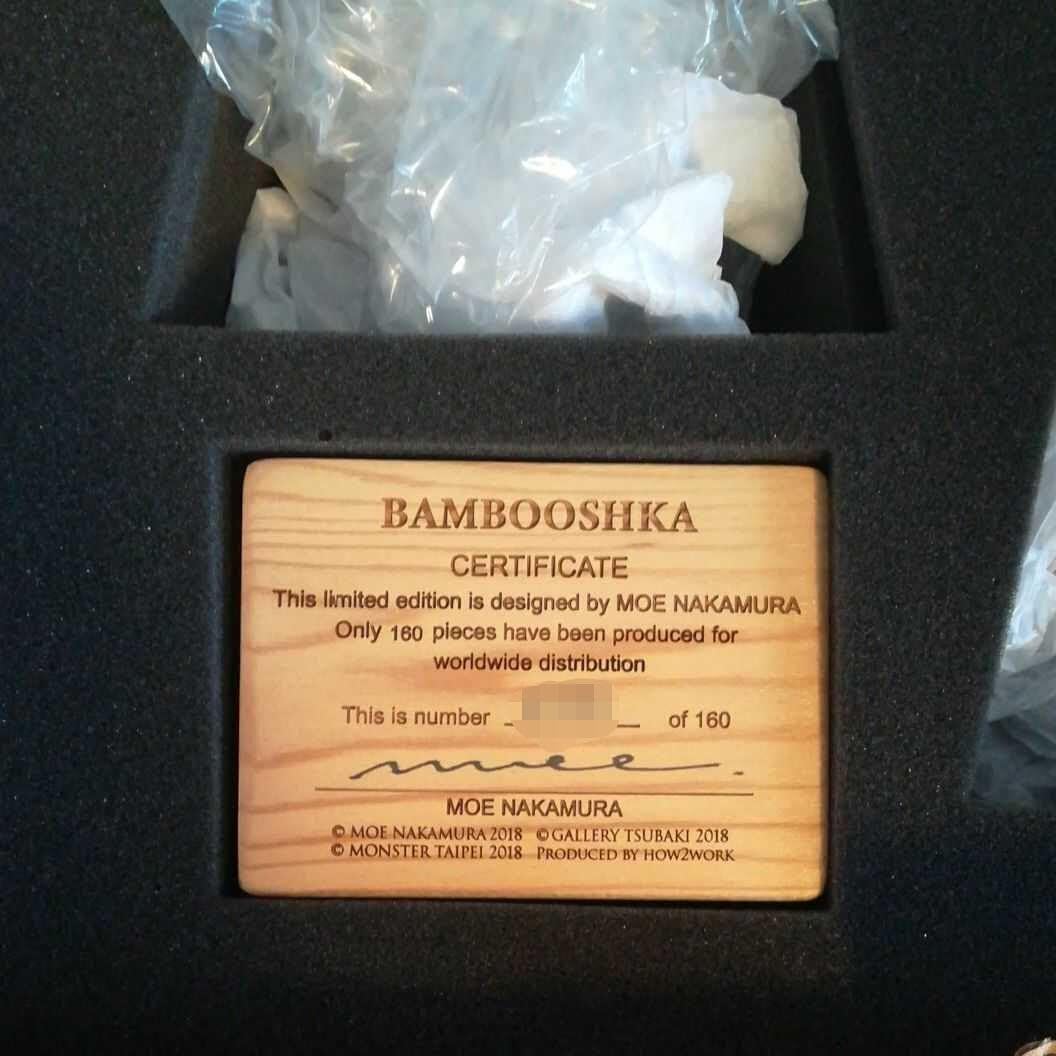 BAMBOOSHKA
CERTIFICATE
This limited edition is designed by MOE NAKAMURA
Only 160 pieces have been produced for
worldwide distribution
This is number of 160
MOE NAKAMURA
© MOE NAKAMURA 2018 © GALLERY TSUBAKI 2018
© MONSTER TAIPEI 2018 PRODUCED BY HOW2WORK